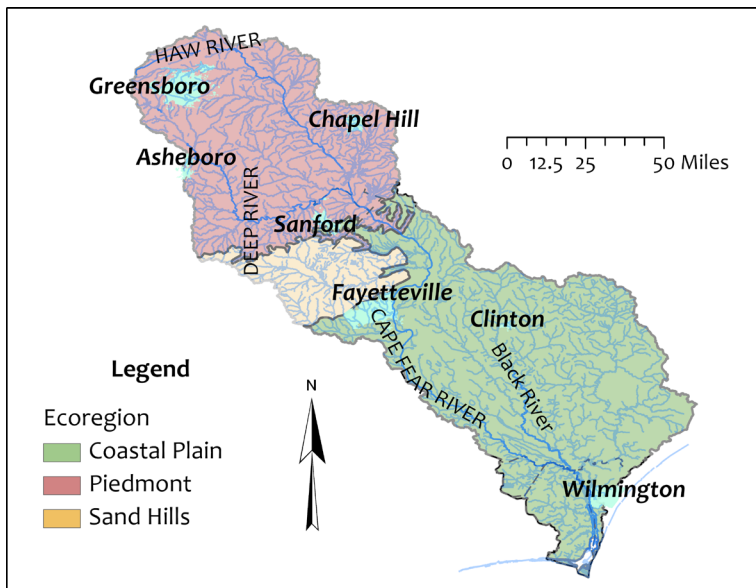 HAW RIVER
Greensboro
Chapel Hill
Asheboro
0 12.5 25 50 Miles
DEEP RIVER
Sanford
Fayetteville
Clinton
CAPE FEAR RIVER
Black River
Wilmington
N
Legend
Ecoregion
Coastal Plain
Piedmont
Sand Hills